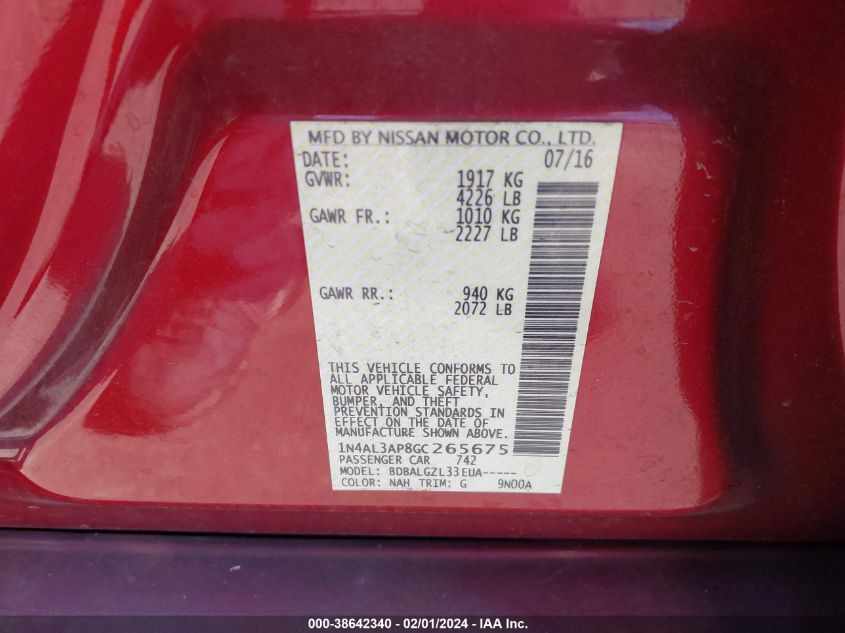 MFD BY NISSAN MOTOR CO., LTD.
DATE: 07/16
GVWR: 1917 KG
4226 LB
GAWR FR.: 1010 KG
2227 LB
GAWR RR.: 940 KG
2072 LB
THIS VEHICLE CONFORMS TO
ALL APPLICABLE FEDERAL
MOTOR VEHICLE SAFETY,
BUMPER, AND THEFT
PREVENTION STANDARDS IN
EFFECT ON THE DATE OF
MANUFACTURE SHOWN ABOVE.
1N4AL3AP8GC265675
PASSENGER CAR 742
MODEL: BDBALGZL33EUA-----
COLOR: NAH TRIM: G 9N00A
000-38642340 - 02/01/2024 - IAAI.com